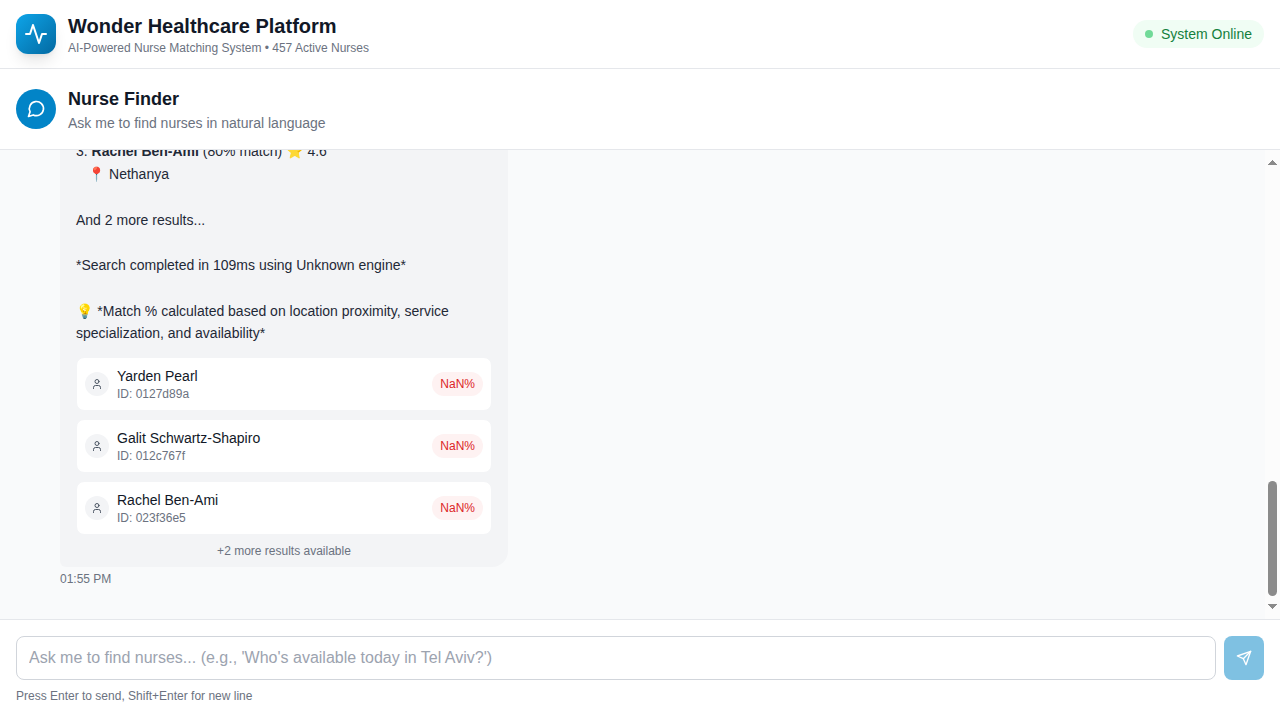 Wonder Healthcare Platform
AI-Powered Nurse Matching System • 457 Active Nurses
System Online
Nurse Finder
Ask me to find nurses in natural language
3. Rachel Ben-Ami (80% match) ⭐ 4.6
📍 Nethanya
And 2 more results...
*Search completed in 109ms using Unknown engine*
💡 *Match % calculated based on location proximity, service
specialization, and availability*
Yarden Pearl
ID: 0127d89a
NaN%
Galit Schwartz-Shapiro
ID: 012c767f
NaN%
Rachel Ben-Ami
ID: 023f36e5
NaN%
+2 more results available
01:55 PM
Ask me to find nurses... (e.g., 'Who's available today in Tel Aviv?')
Press Enter to send, Shift+Enter for new line